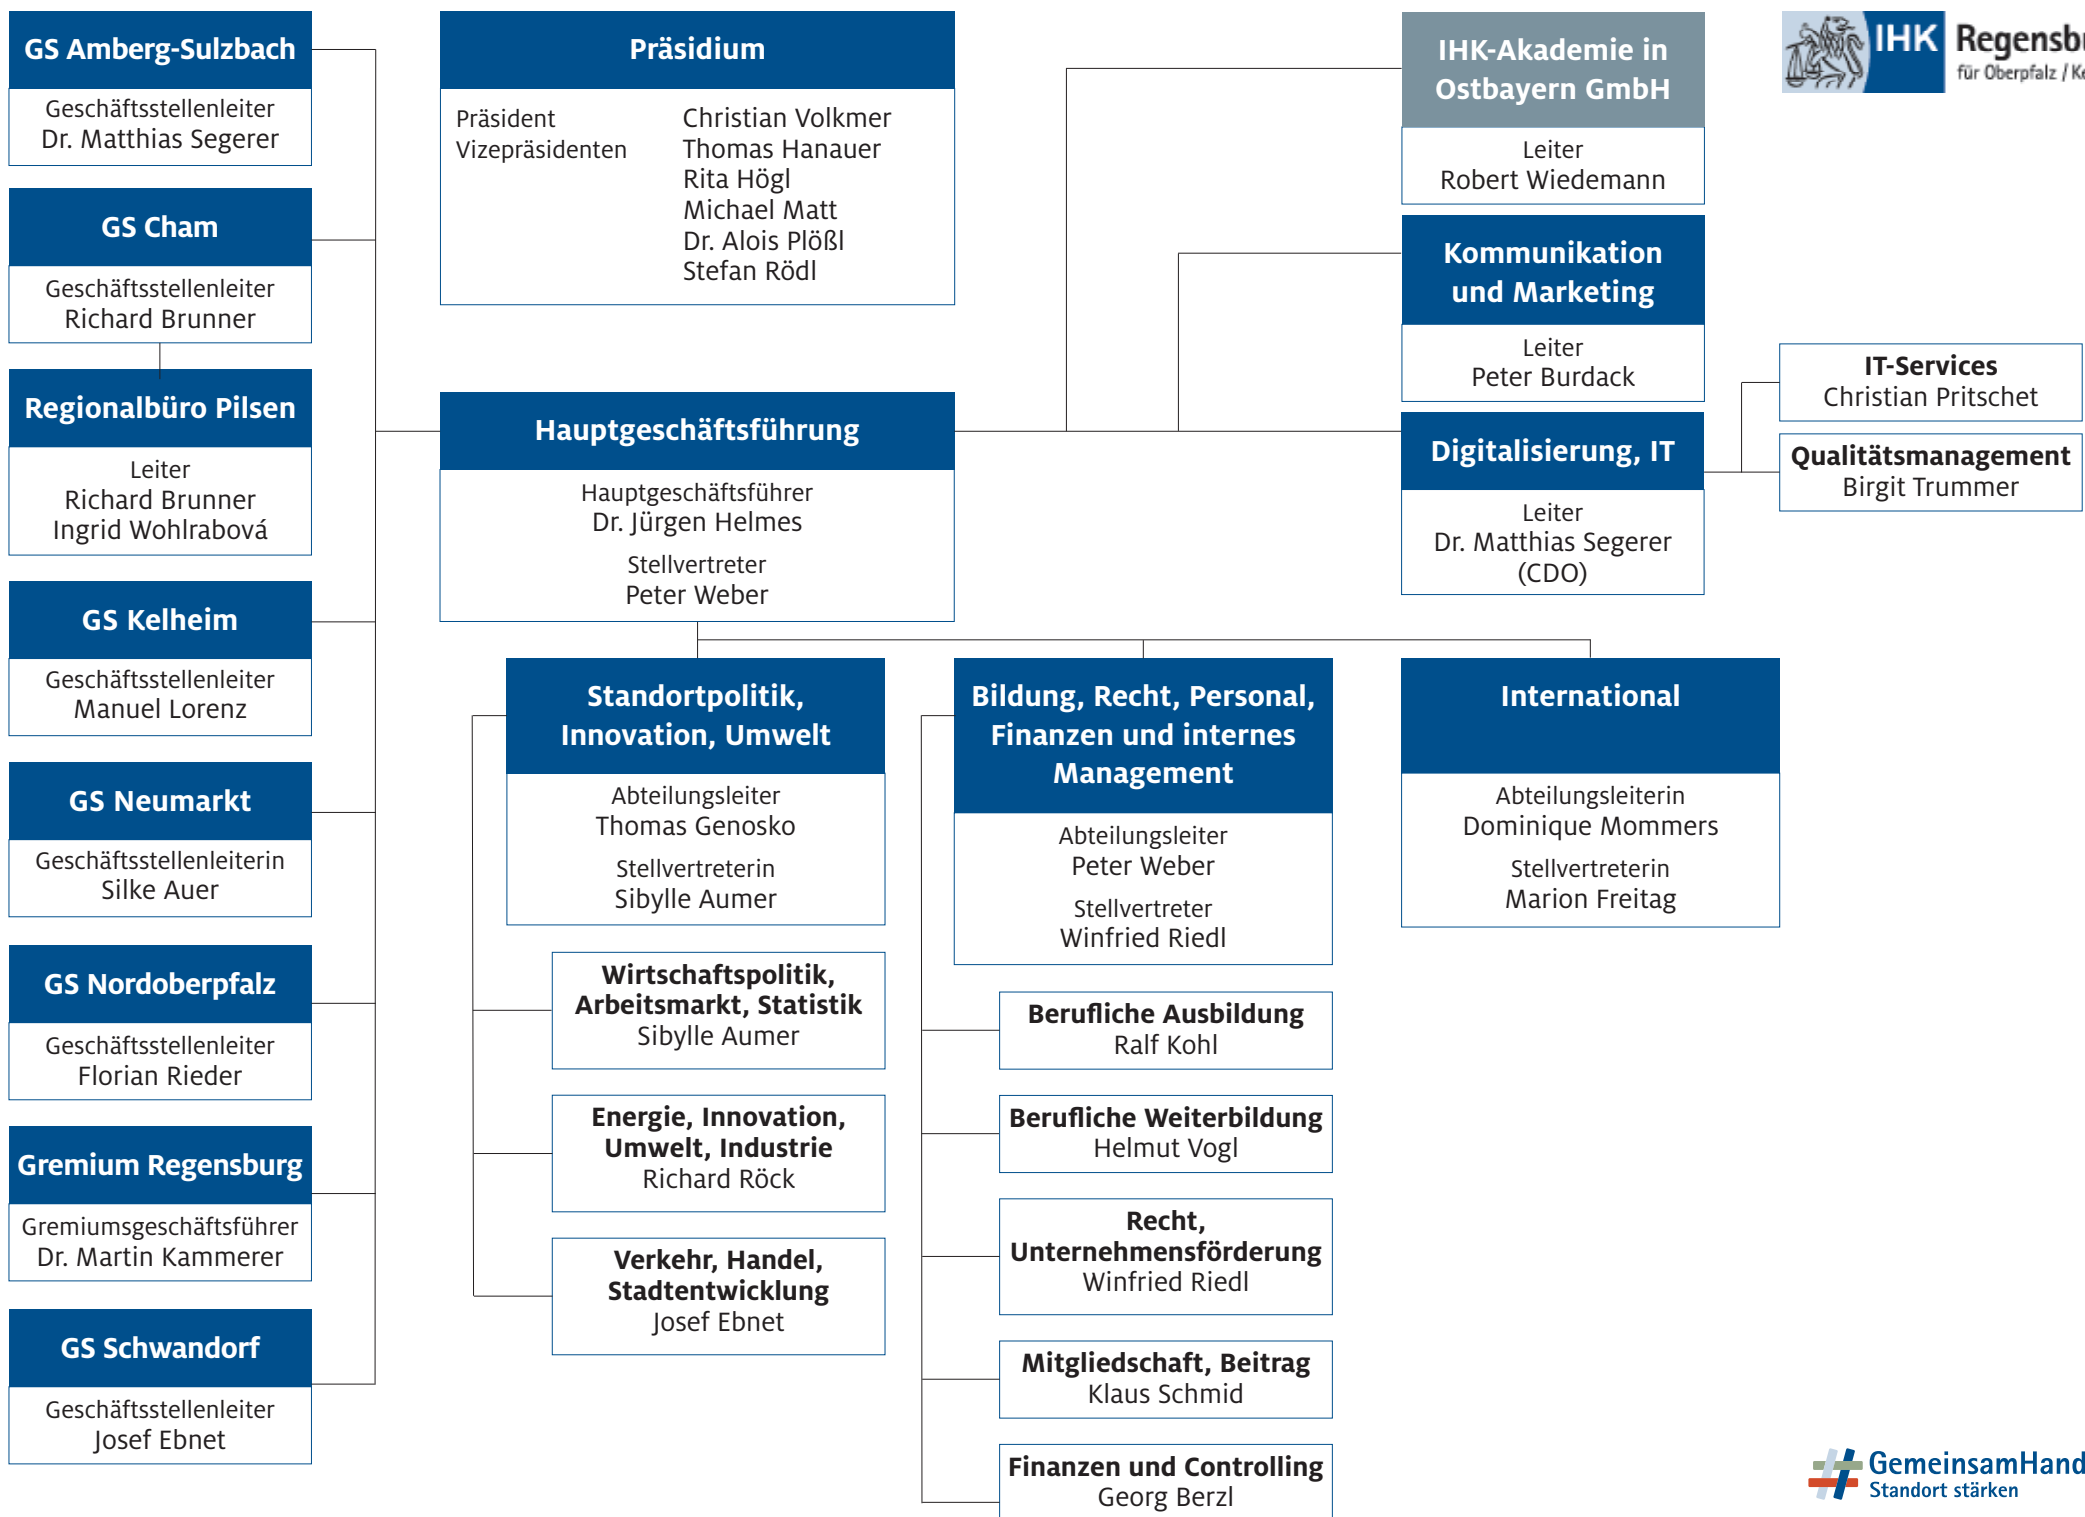 GS Amberg-Sulzbach
Geschäftsstellenleiter
Dr. Matthias Segerer
GS Cham
Geschäftsstellenleiter
Richard Brunner
Regionalbüro Pilsen
Leiter
Richard Brunner
Ingrid Wohlrabová
GS Kelheim
Geschäftsstellenleiter
Manuel Lorenz
GS Neumarkt
Geschäftsstellenleiterin
Silke Auer
GS Nordoberpfalz
Geschäftsstellenleiter
Florian Rieder
Gremium Regensburg
Gremiumsgeschäftsführer
Dr. Martin Kammerer
GS Schwandorf
Geschäftsstellenleiter
Josef Ebnet
Präsidium
Präsident Christian Volkmer
Vizepräsidenten Thomas Hanauer
Rita Högl
Michael Matt
Dr. Alois Plößl
Stefan Rödl
Hauptgeschäftsführung
Hauptgeschäftsführer
Dr. Jürgen Helmes
Stellvertreter
Peter Weber
IHK-Akademie in
Ostbayern GmbH
Leiter
Robert Wiedemann
Kommunikation
und Marketing
Leiter
Peter Burdack
Digitalisierung, IT
Leiter
Dr. Matthias Segerer
(CDO)
IHK Regensbu
für Oberpfalz / Ke
IT-Services
Christian Pritschet
Qualitätsmanagement
Birgit Trummer
Standortpolitik,
Innovation, Umwelt
Abteilungsleiter
Thomas Genosko
Stellvertreterin
Sibylle Aumer
Wirtschaftspolitik,
Arbeitsmarkt, Statistik
Sibylle Aumer
Energie, Innovation,
Umwelt, Industrie
Richard Röck
Verkehr, Handel,
Stadtentwicklung
Josef Ebnet
Bildung, Recht, Personal,
Finanzen und internes
Management
Abteilungsleiter
Peter Weber
Stellvertreter
Winfried Riedl
Berufliche Ausbildung
Ralf Kohl
Berufliche Weiterbildung
Helmut Vogl
Recht,
Unternehmensförderung
Winfried Riedl
Mitgliedschaft, Beitrag
Klaus Schmid
Finanzen und Controlling
Georg Berzl
International
Abteilungsleiterin
Dominique Mommers
Stellvertreterin
Marion Freitag
GemeinsamHand
Standort stärken